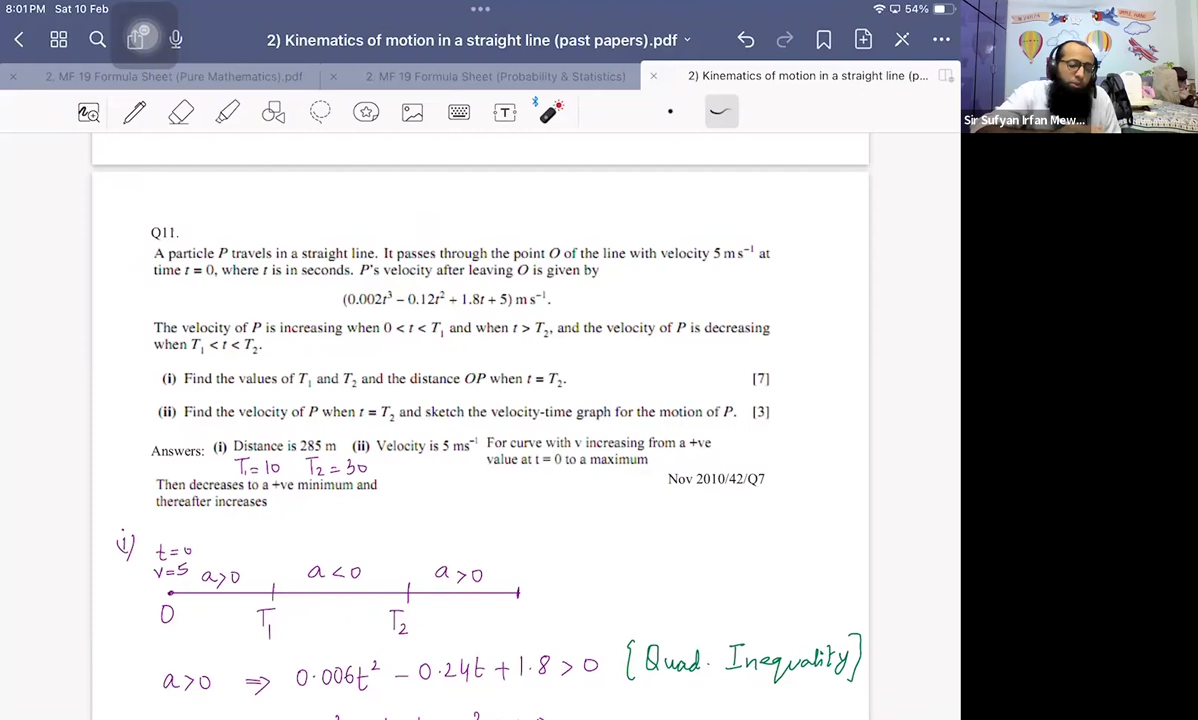 8:01PM Sat 10 Feb
54%
2) Kinematics of motion in a straight line (past papers).pdf
2. MF 19 Formula Sheet (Pure Mathematics).pdf
2. MF 19 Formula Sheet (Probability & Statistics)
2) Kinematics of motion in a straight line (p...
Sir Sufyan Irfan Mew...
Q11.
A particle P travels in a straight line. It passes through the point O of the line with velocity 5 m s⁻¹ at
time t = 0, where t is in seconds. P's velocity after leaving O is given by
(0.002t³ − 0.12t² + 1.8t + 5) m s⁻¹.
The velocity of P is increasing when 0 < t < T₁ and when t > T₂, and the velocity of P is decreasing
when T₁ < t < T₂.
(i) Find the values of T₁ and T₂ and the distance OP when t = T₂. [7]
(ii) Find the velocity of P when t = T₂ and sketch the velocity-time graph for the motion of P. [3]
Answers: (i) Distance is 285 m (ii) Velocity is 5 ms⁻¹ For curve with v increasing from a +ve
value at t = 0 to a maximum
T₁ = 10 T₂ = 30
Then decreases to a +ve minimum and
thereafter increases
Nov 2010/42/Q7
i)
t=0
v=5 a>0 a<0 a>0
O T₁ T₂
a>0 ⇒ 0.006t² − 0.24t + 1.8 > 0 [Quad. Inequality]